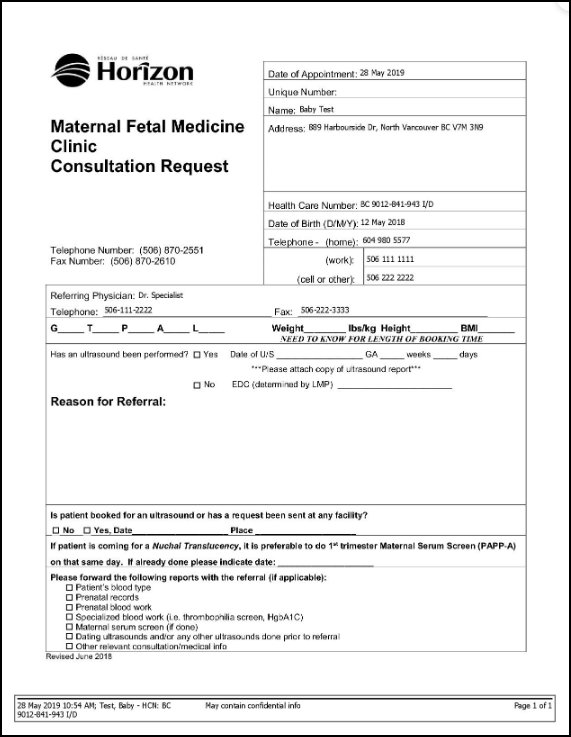 RÉSEAU DE SANTÉ
Horizon
HEALTH NETWORK
Maternal Fetal Medicine
Clinic
Consultation Request
Telephone Number: (506) 870-2551
Fax Number: (506) 870-2610
Date of Appointment: 28 May 2019
Unique Number:
Name: Baby Test
Address: 889 Harbourside Dr, North Vancouver BC V7M 3N9
Health Care Number: BC 9012-841-943 I/D
Date of Birth (D/M/Y): 12 May 2018
Telephone - (home): 604 980 5577
(work): 506 111 1111
(cell or other): 506 222 2222
Referring Physician: Dr. Specialist
Telephone: 506-111-2222 Fax: 506-222-3333
G_____ T_____ P_____ A_____ L_____ Weight_________ lbs/kg Height__________ BMI________
NEED TO KNOW FOR LENGTH OF BOOKING TIME
Has an ultrasound been performed? ☐ Yes Date of U/S __________________ GA _____ weeks _____ days
***Please attach copy of ultrasound report***
☐ No EDC (determined by LMP) ________________________
Reason for Referral:
Is patient booked for an ultrasound or has a request been sent at any facility?
☐ No ☐ Yes, Date____________________ Place _____________________
If patient is coming for a Nuchal Translucency, it is preferable to do 1st trimester Maternal Serum Screen (PAPP-A)
on that same day. If already done please indicate date: ____________________
Please forward the following reports with the referral (if applicable):
☐ Patient's blood type
☐ Prenatal records
☐ Prenatal blood work
☐ Specialized blood work (i.e. thrombophilia screen, HgbA1C)
☐ Maternal serum screen (if done)
☐ Dating ultrasounds and/or any other ultrasounds done prior to referral
☐ Other relevant consultation/medical info
Revised June 2018
28 May 2019 10:54 AM; Test, Baby - HCN: BC May contain confidential info Page 1 of 1
9012-841-943 I/D